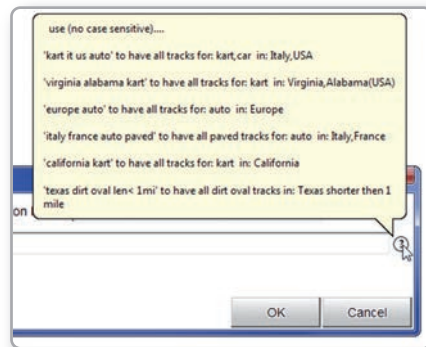 use (no case sensitive)....
'kart it us auto' to have all tracks for: kart,car in: Italy,USA
'virginia alabama kart' to have all tracks for: kart in: Virginia,Alabama(USA)
'europe auto' to have all tracks for: auto in: Europe
'italy france auto paved' to have all paved tracks for: auto in: Italy,France
'california kart' to have all tracks for: kart in: California
'texas dirt oval len< 1mi' to have all dirt oval tracks in: Texas shorter then 1
mile
on
OK Cancel